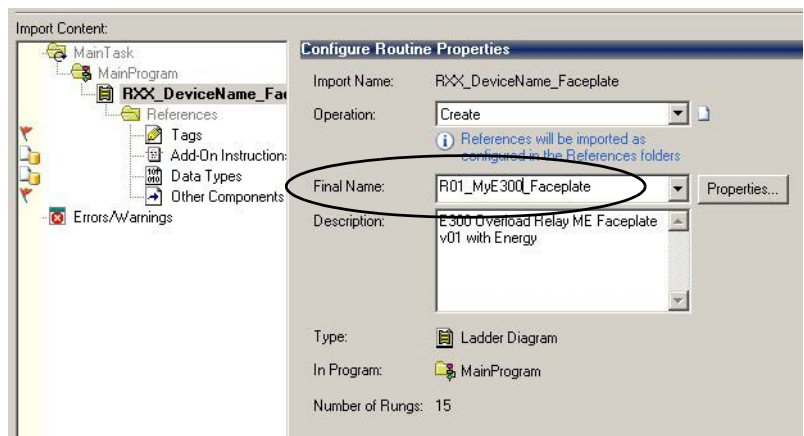 Import Content:
MainTask
MainProgram
RXX_DeviceName_Fa
References
Tags
Add-On Instruction
Data Types
Other Components
Errors/Warnings
Configure Routine Properties
Import Name: RXX_DeviceName_Faceplate
Operation: Create
References will be imported as
configured in the References folders
Final Name: R01_MyE300_Faceplate Properties...
Description: E300 Overload Relay ME Faceplate
v01 with Energy
Type: Ladder Diagram
In Program: MainProgram
Number of Rungs: 15